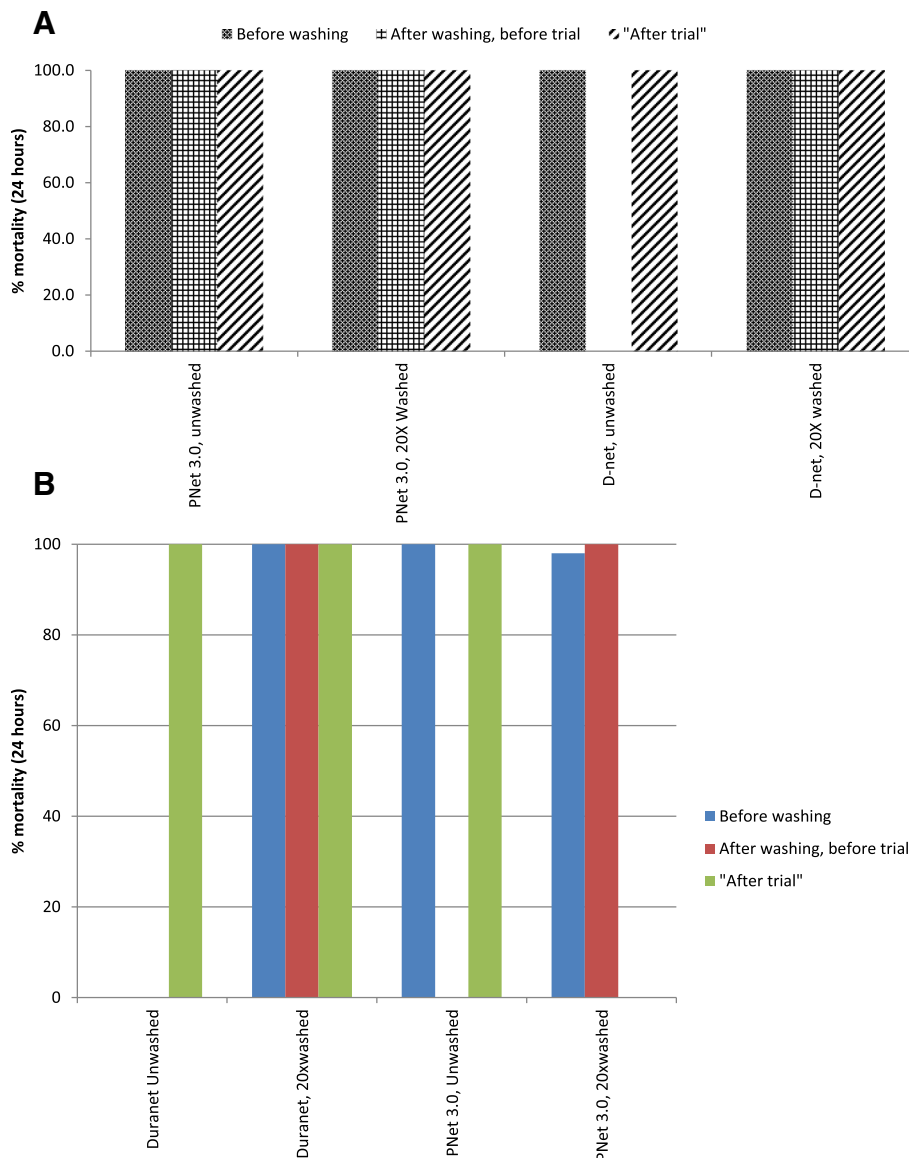 A
Before washing After washing, before trial "After trial"
100.0
80.0
60.0
40.0
20.0
0.0
% mortality (24 hours)
PNet 3.0, unwashed
PNet 3.0, 20X Washed
D-net, unwashed
D-net, 20X washed
B
100
80
60
40
20
0
% mortality (24 hours)
Before washing
After washing, before trial
"After trial"
Duranet Unwashed
Duranet, 20xwashed
PNet 3.0, Unwashed
PNet 3.0, 20xwashed